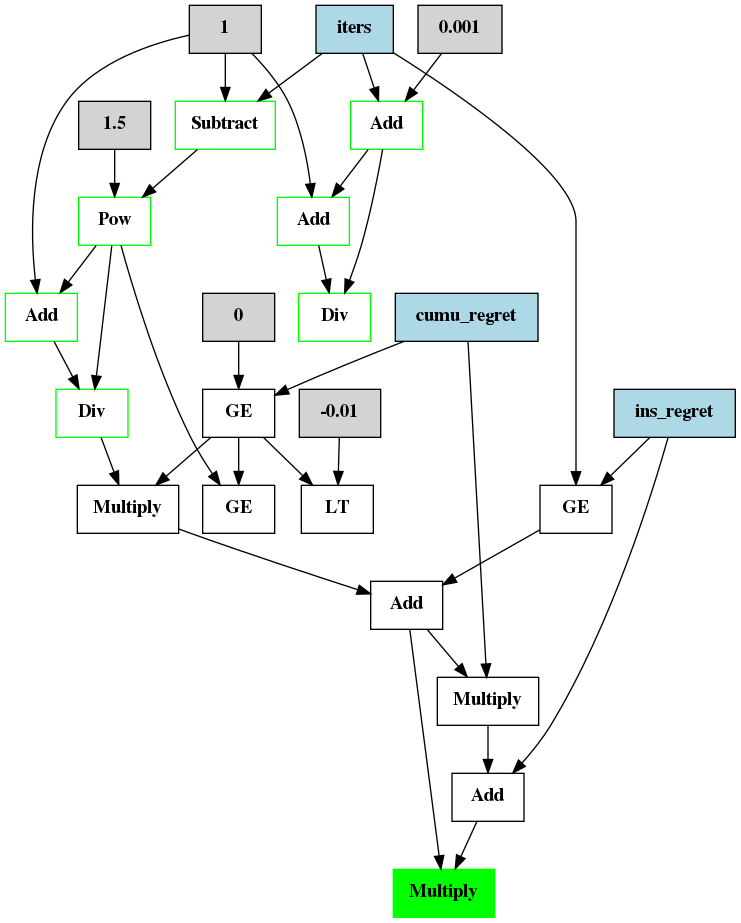 1
iters
0.001
1.5
Subtract
Add
Pow
Add
Add
0
Div
cumu_regret
Div
GE
-0.01
ins_regret
Multiply
GE
LT
GE
Add
Multiply
Add
Multiply